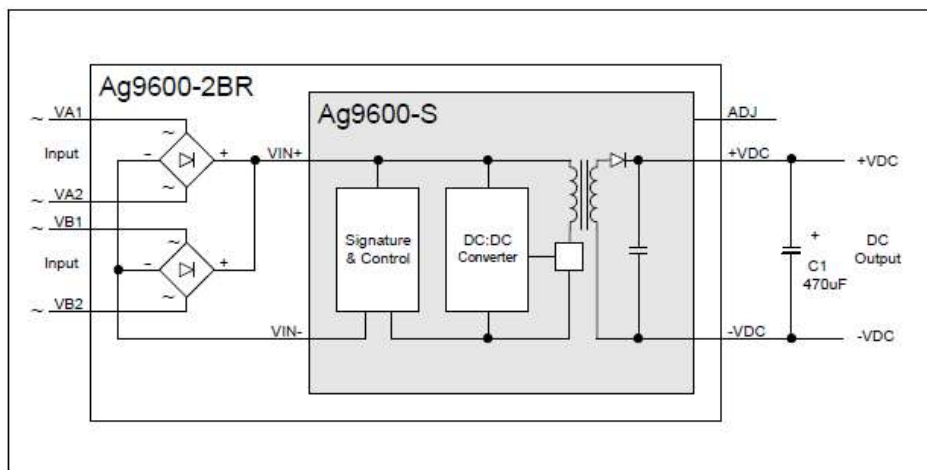 Ag9600-2BR
Ag9600-S
~ VA1
Input
~ VA2
~ VB1
Input
~ VB2
~
-
+
~
~
-
+
~
VIN+
VIN-
Signature
& Control
DC:DC
Converter
ADJ
+VDC
-VDC
+
C1
470uF
+VDC
DC
Output
-VDC